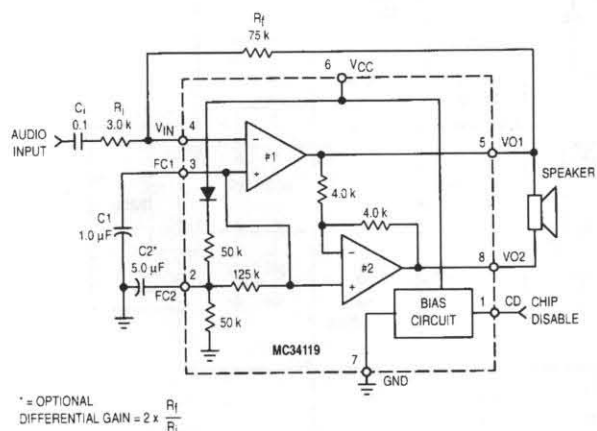 Rf
75 k
6 VCC
Ci
0.1
Ri
3.0 k
VIN
4
AUDIO
INPUT
−
#1
+
5 VO1
FC1
3
SPEAKER
4.0 k
4.0 k
C1
1.0 µF
C2*
5.0 µF
50 k
−
#2
+
8
VO2
2
FC2
125 k
50 k
BIAS
CIRCUIT
1 CD
CHIP
DISABLE
MC34119
7
GND
* = OPTIONAL
DIFFERENTIAL GAIN = 2 x Rf
Ri